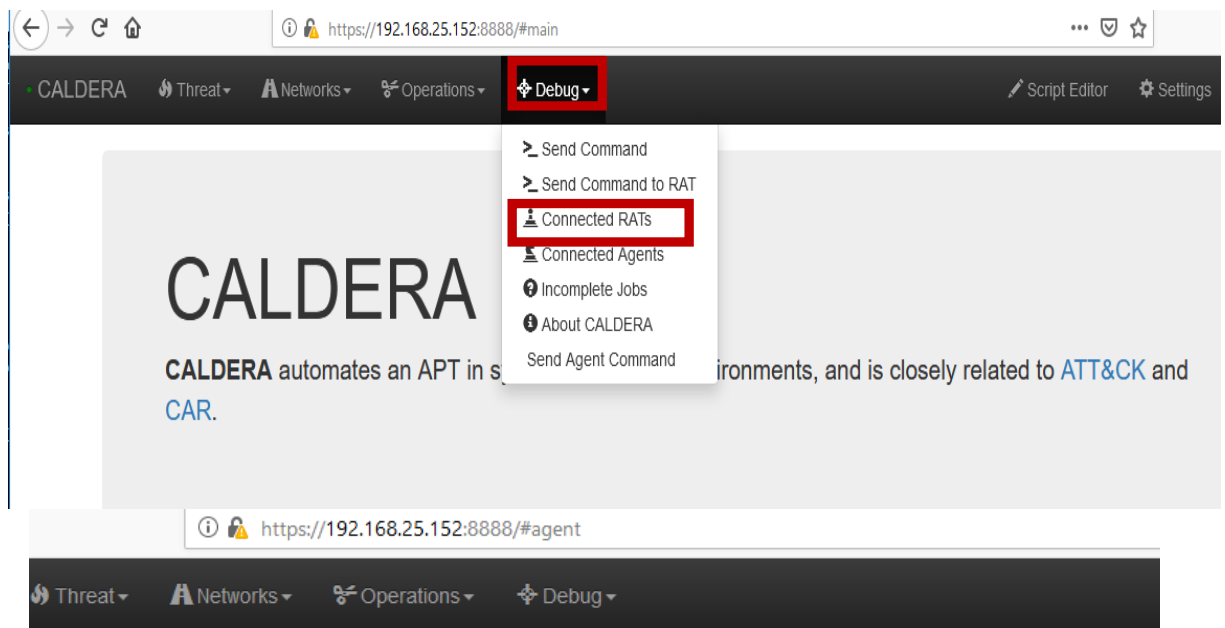 https://192.168.25.152:8888/#main
CALDERA Threat Networks Operations Debug Script Editor Settings
Send Command
Send Command to RAT
Connected RATs
Connected Agents
Incomplete Jobs
About CALDERA
Send Agent Command
CALDERA
CALDERA automates an APT in s ironments, and is closely related to ATT&CK and
CAR.
https://192.168.25.152:8888/#agent
Threat Networks Operations Debug